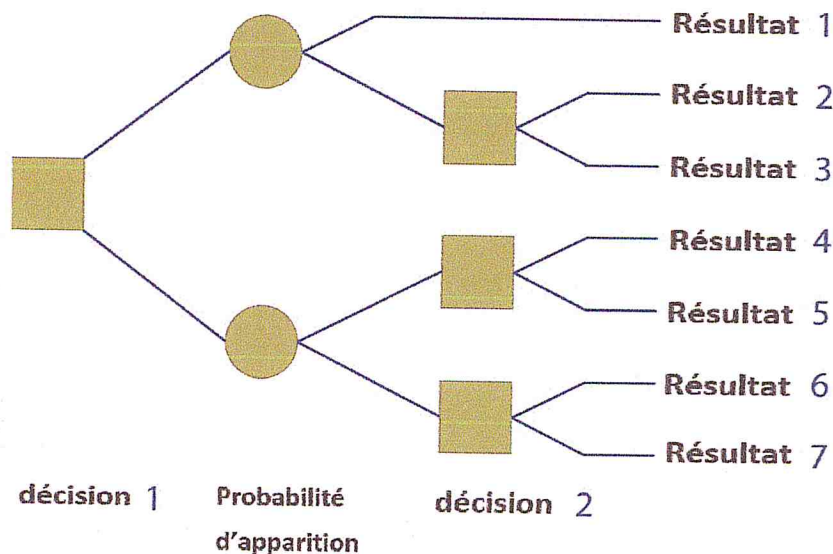 Résultat 1
Résultat 2
Résultat 3
Résultat 4
Résultat 5
Résultat 6
Résultat 7
décision 1
Probabilité
d'apparition
décision 2